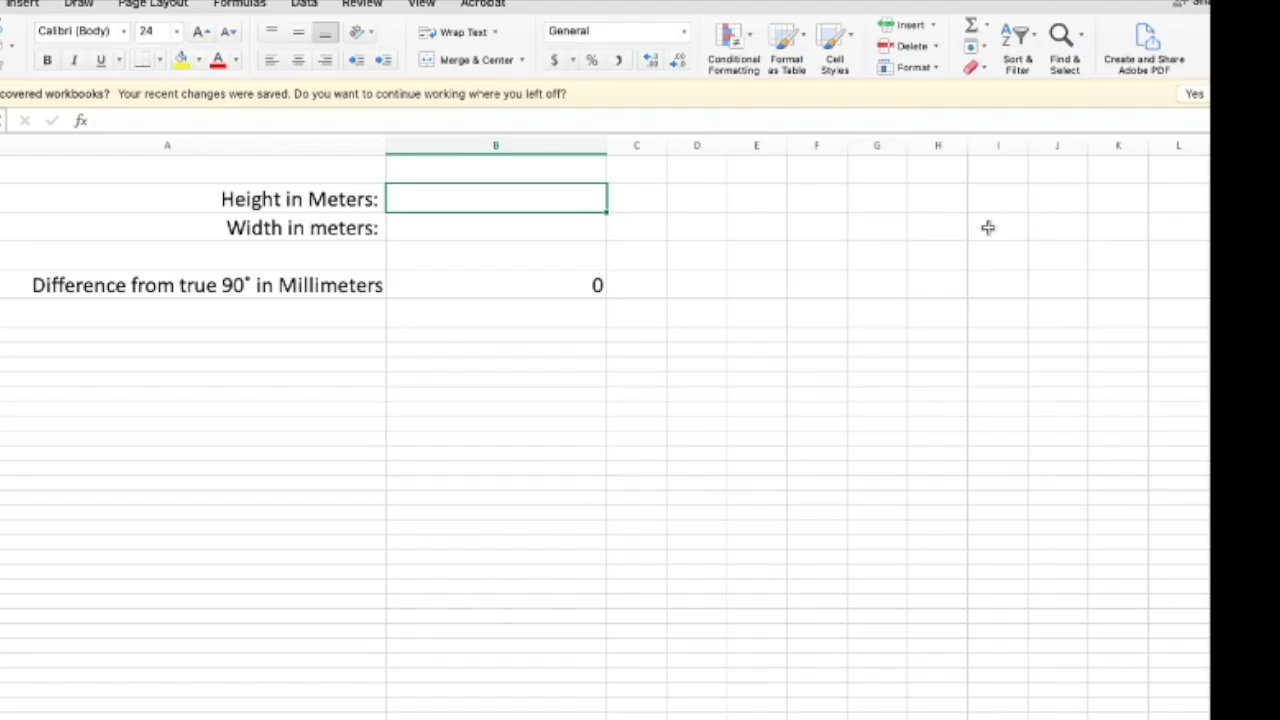 Insert Draw Page Layout Formulas Data Review View Acrobat
Calibri (Body) 24 A A Wrap Text General Insert
Delete
B I U A Merge & Center $ % Conditional Formatting Format as Table Cell Styles Format Sort & Filter Find & Select Create and Share Adobe PDF
covered workbooks? Your recent changes were saved. Do you want to continue working where you left off? Yes
fx
A B C D E F G H I J K L
Height in Meters:
Width in meters:
Difference from true 90° in Millimeters 0